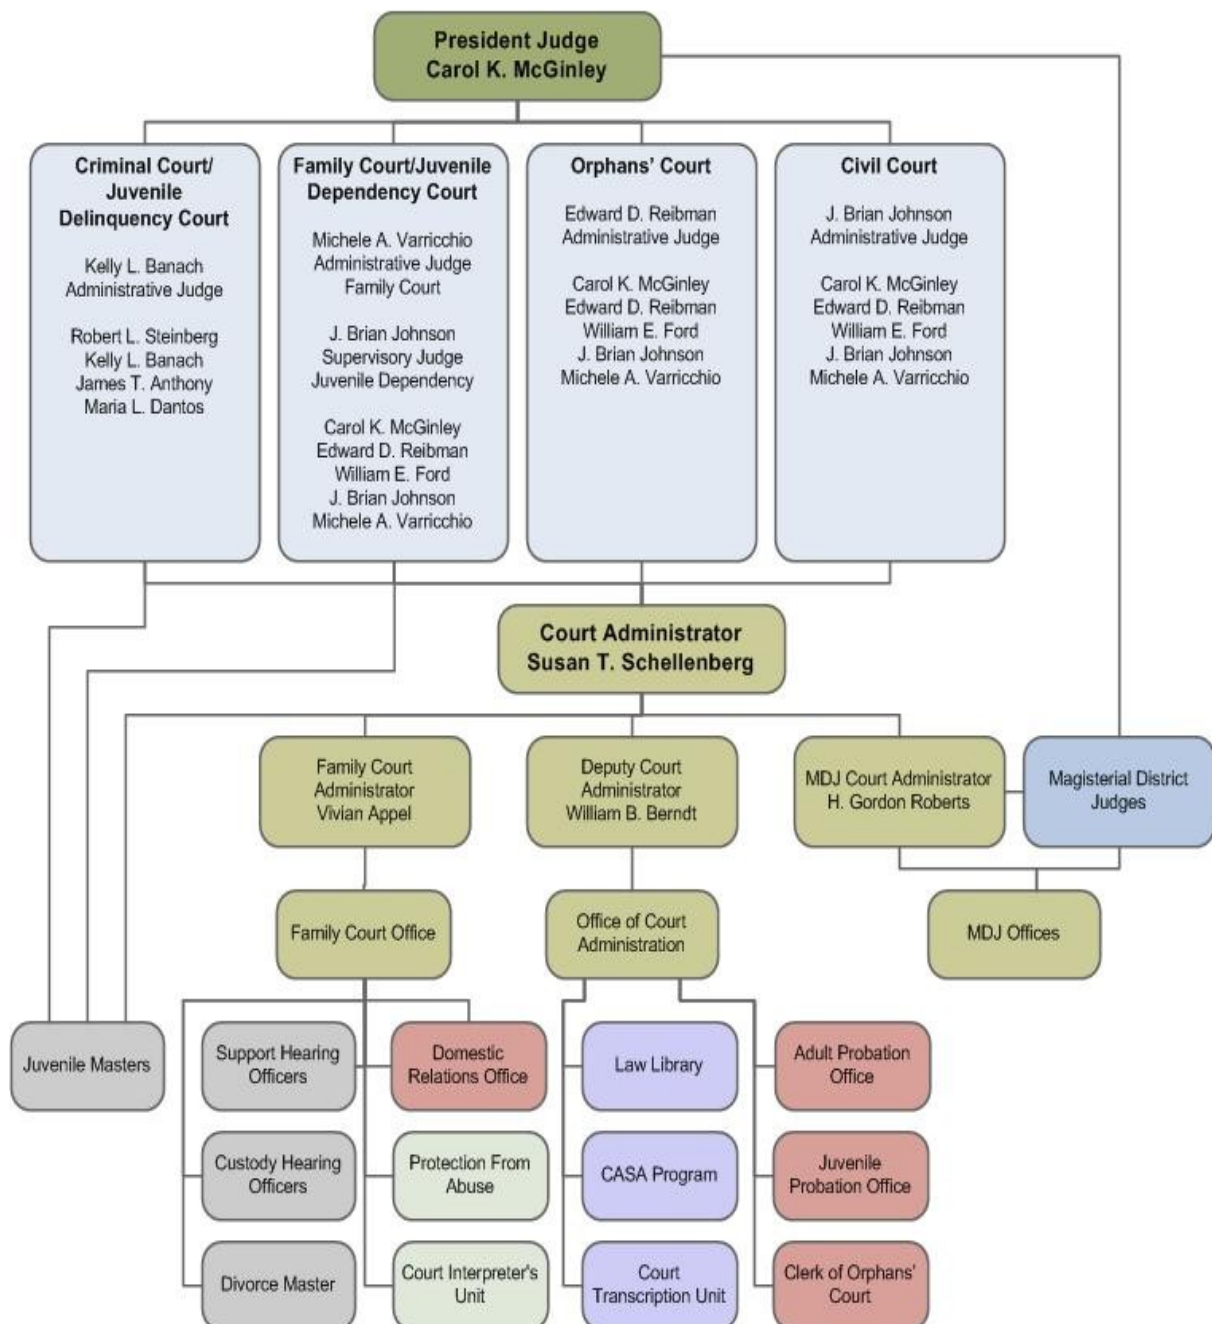 President Judge
Carol K. McGinley
Criminal Court/
Juvenile
Delinquency Court
Kelly L. Banach
Administrative Judge
Robert L. Steinberg
Kelly L. Banach
James T. Anthony
Maria L. Dantos
Family Court/Juvenile
Dependency Court
Michele A. Varricchio
Administrative Judge
Family Court
J. Brian Johnson
Supervisory Judge
Juvenile Dependency
Carol K. McGinley
Edward D. Reibman
William E. Ford
J. Brian Johnson
Michele A. Varricchio
Orphans' Court
Edward D. Reibman
Administrative Judge
Carol K. McGinley
Edward D. Reibman
William E. Ford
J. Brian Johnson
Michele A. Varricchio
Civil Court
J. Brian Johnson
Administrative Judge
Carol K. McGinley
Edward D. Reibman
William E. Ford
J. Brian Johnson
Michele A. Varricchio
Court Administrator
Susan T. Schellenberg
Family Court
Administrator
Vivian Appel
Deputy Court
Administrator
William B. Berndt
MDJ Court Administrator
H. Gordon Roberts
Magisterial District
Judges
Family Court Office
Office of Court
Administration
MDJ Offices
Juvenile Masters
Support Hearing
Officers
Domestic
Relations Office
Law Library
Adult Probation
Office
Custody Hearing
Officers
Protection From
Abuse
CASA Program
Juvenile
Probation Office
Divorce Master
Court Interpreter's
Unit
Court
Transcription Unit
Clerk of Orphans'
Court